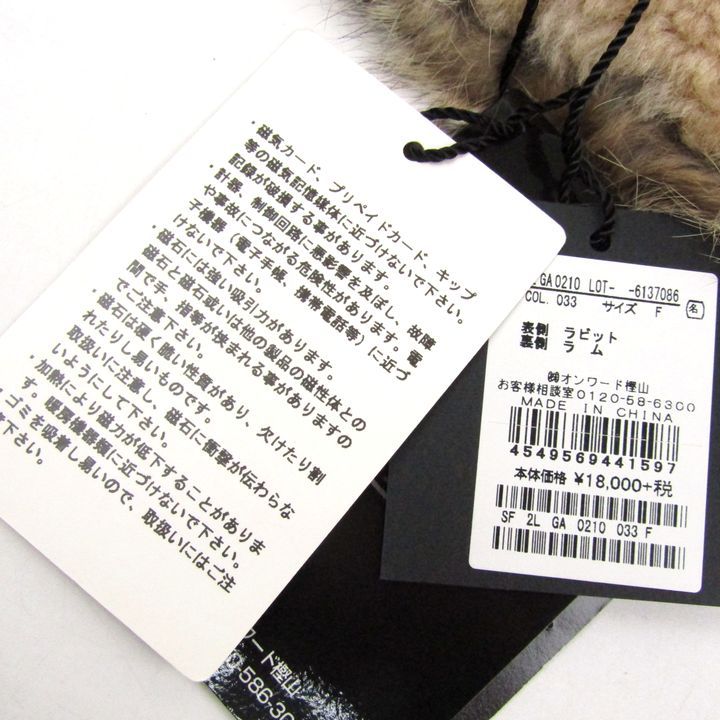 ・磁気カード、プリペイドカード、キップ
等の磁気記憶媒体に近づけないで下さい。
記録が破損する事があります。
・計器、制御回路に悪影響を及ぼし、故障
や事故につながる危険性があります。電
子機器（電子手帳、携帯電話等）に近づ
けないで下さい。
・磁石には強い吸引力があります。
磁石と磁石或いは他の製品の磁性体との
間で手、指等が挟まれる事がありますの
でご注意下さい。
・磁石は硬く脆い性質があり、欠けたり割
れたりし易いものです。
取扱いに注意し、磁石に衝撃が伝わらな
いようにして下さい。
・加熱により磁力が低下することがありま
す。暖房機器類に近づけないで下さい。
・ゴミを吸着し易いので、取扱いにはご注
下さい。
GA0210 LOT- -6137086
COL. 033 サイズ F
名
表側 ラビット
裏側 ラム
㈱オンワード樫山
お客様相談室0120-58-6300
MADE IN CHINA
4549569441597
本体価格 ¥18,000+税
SF 2L GA 0210 033 F
ワード樫山
0-586-30